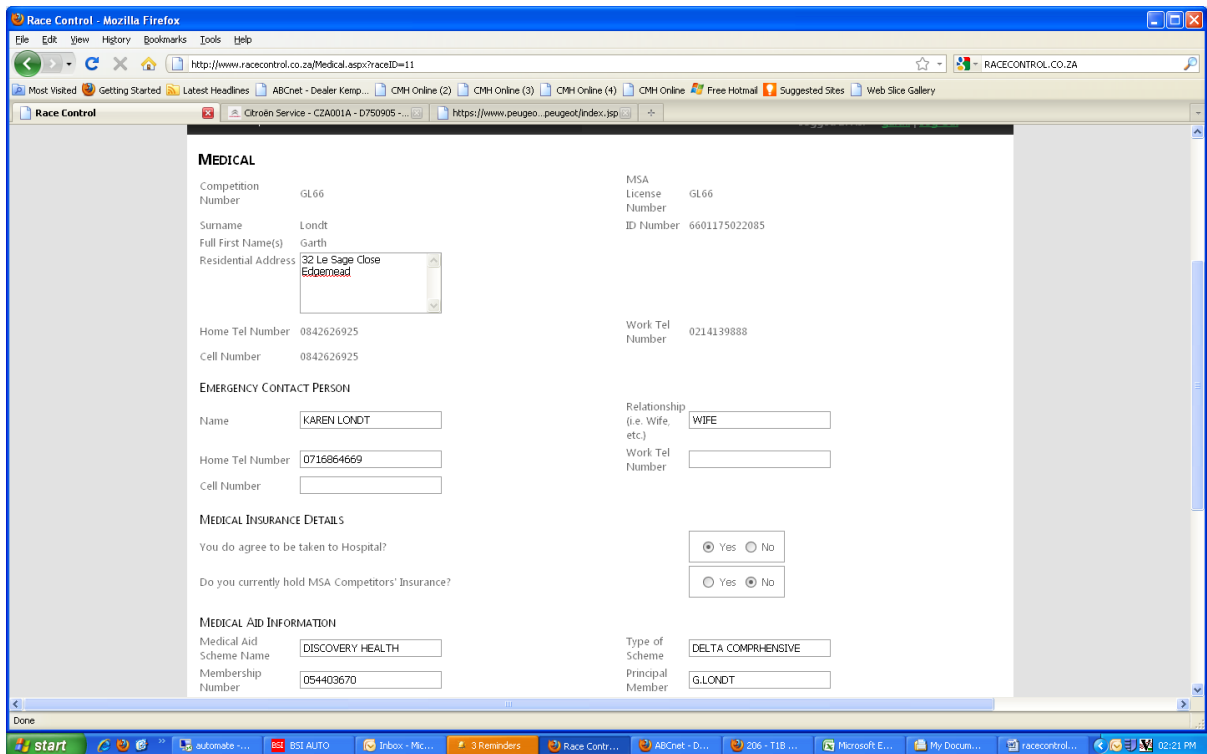 Race Control - Mozilla Firefox
File Edit View History Bookmarks Tools Help
http://www.racecontrol.co.za/Medical.aspx?raceID=11 RACECONTROL.CO.ZA
Most Visited Getting Started Latest Headlines ABCnet - Dealer Kemp... CMH Online (2) CMH Online (3) CMH Online (4) CMH Online Free Hotmail Suggested Sites Web Slice Gallery
Race Control Citroën Service - CZA001A - D750905 -... https://www.peugeo...peugeot/index.jsp
MEDICAL
Competition Number GL66
MSA License Number GL66
Surname Londt
ID Number 6601175022085
Full First Name(s) Garth
Residential Address 32 Le Sage Close
Edgemead
Home Tel Number 0842626925
Work Tel Number 0214139888
Cell Number 0842626925
EMERGENCY CONTACT PERSON
Name KAREN LONDT
Relationship (i.e. Wife, etc.) WIFE
Home Tel Number 0716864669
Work Tel Number
Cell Number
MEDICAL INSURANCE DETAILS
You do agree to be taken to Hospital? Yes No
Do you currently hold MSA Competitors' Insurance? Yes No
MEDICAL AID INFORMATION
Medical Aid Scheme Name DISCOVERY HEALTH
Type of Scheme DELTA COMPRHENSIVE
Membership Number 054403670
Principal Member G.LONDT
Done
start automate -... BSI BSI AUTO Inbox - Mic... 3 Reminders Race Contr... ABCnet - D... 206 - T1B ... Microsoft E... My Docum... racecontrol... 02:21 PM